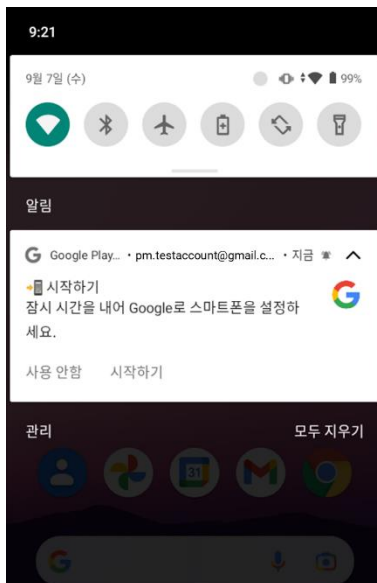 9:21
9월 7일 (수)
99%
알림
Google Play... • pm.testaccount@gmail.c... • 지금
시작하기
잠시 시간을 내어 Google로 스마트폰을 설정하
세요.
사용 안함 시작하기
관리 모두 지우기
31